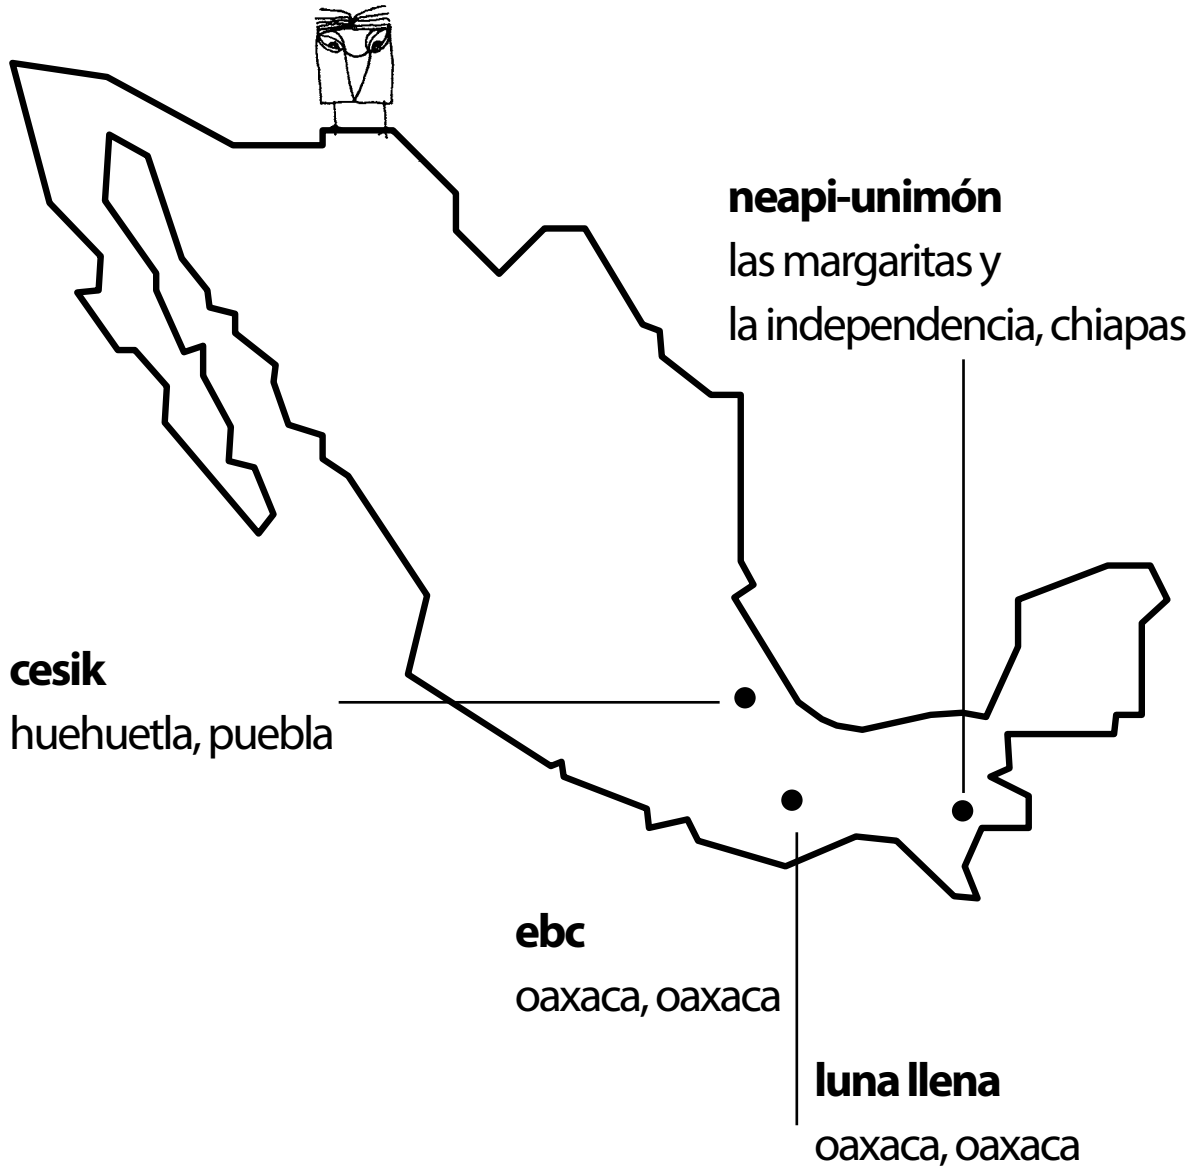 neapi-unimón
las margaritas y
la independencia, chiapas
cesik
huehuetla, puebla
ebc
oaxaca, oaxaca
luna llena
oaxaca, oaxaca